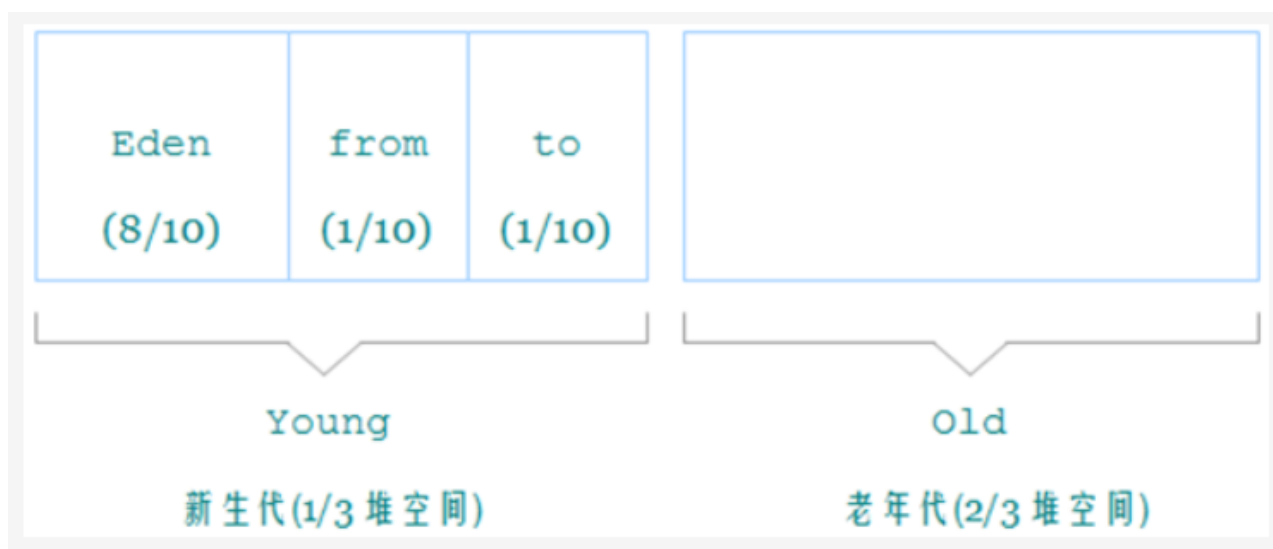 Eden from to
(8/10) (1/10) (1/10)
Young Old
新生代(1/3 堆空间) 老年代(2/3 堆空间)